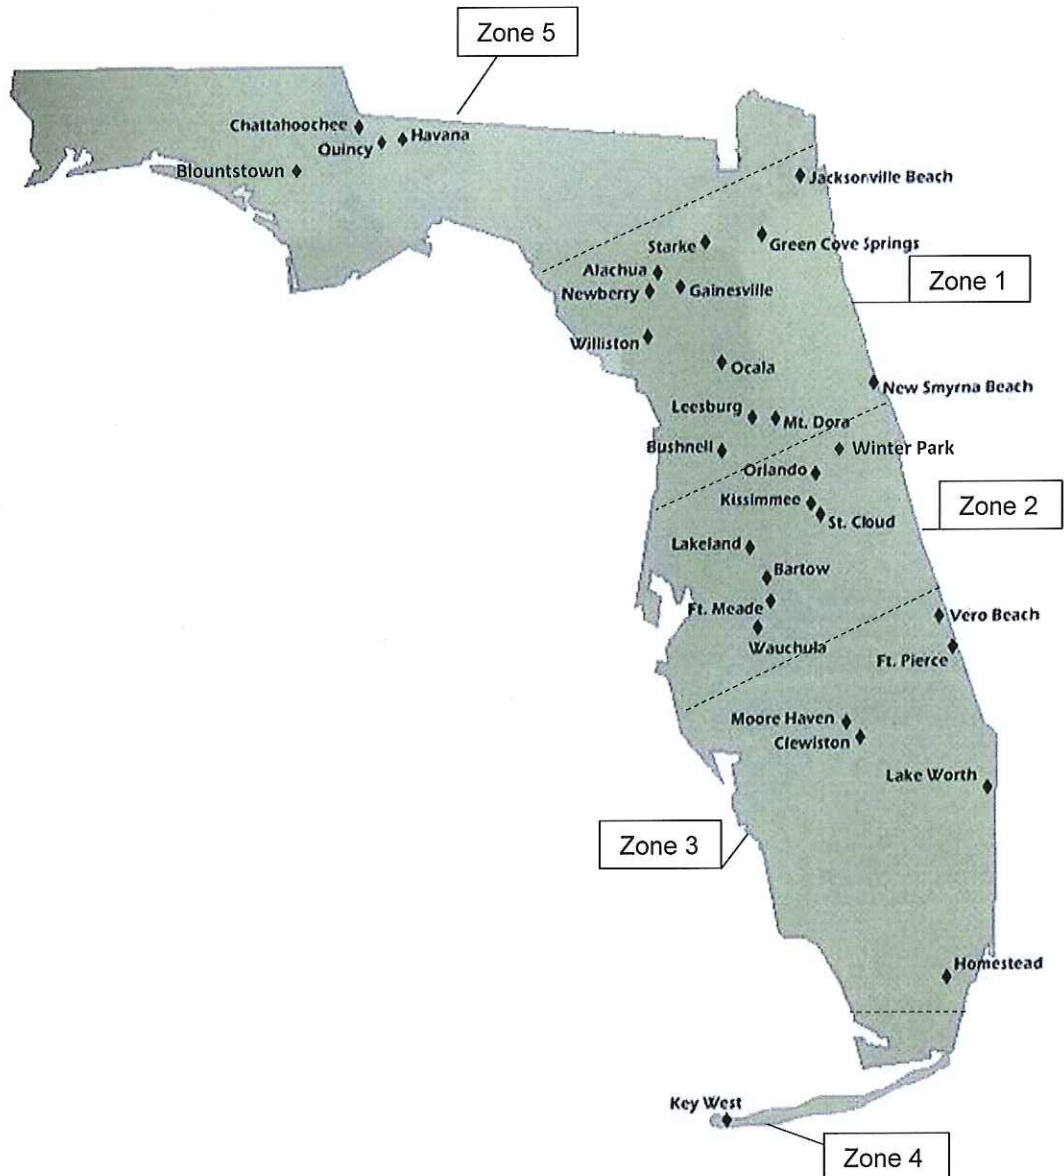 Zone 5
Chattahoochee
Quincy
Havana
Blountstown
Jacksonville Beach
Starke
Green Cove Springs
Alachua
Newberry
Gainesville
Zone 1
Williston
Ocala
New Smyrna Beach
Leesburg
Mt. Dora
Bushnell
Winter Park
Orlando
Kissimmee
St. Cloud
Zone 2
Lakeland
Bartow
Ft. Meade
Vero Beach
Wauchula
Ft. Pierce
Moore Haven
Clewiston
Lake Worth
Zone 3
Homestead
Key West
Zone 4